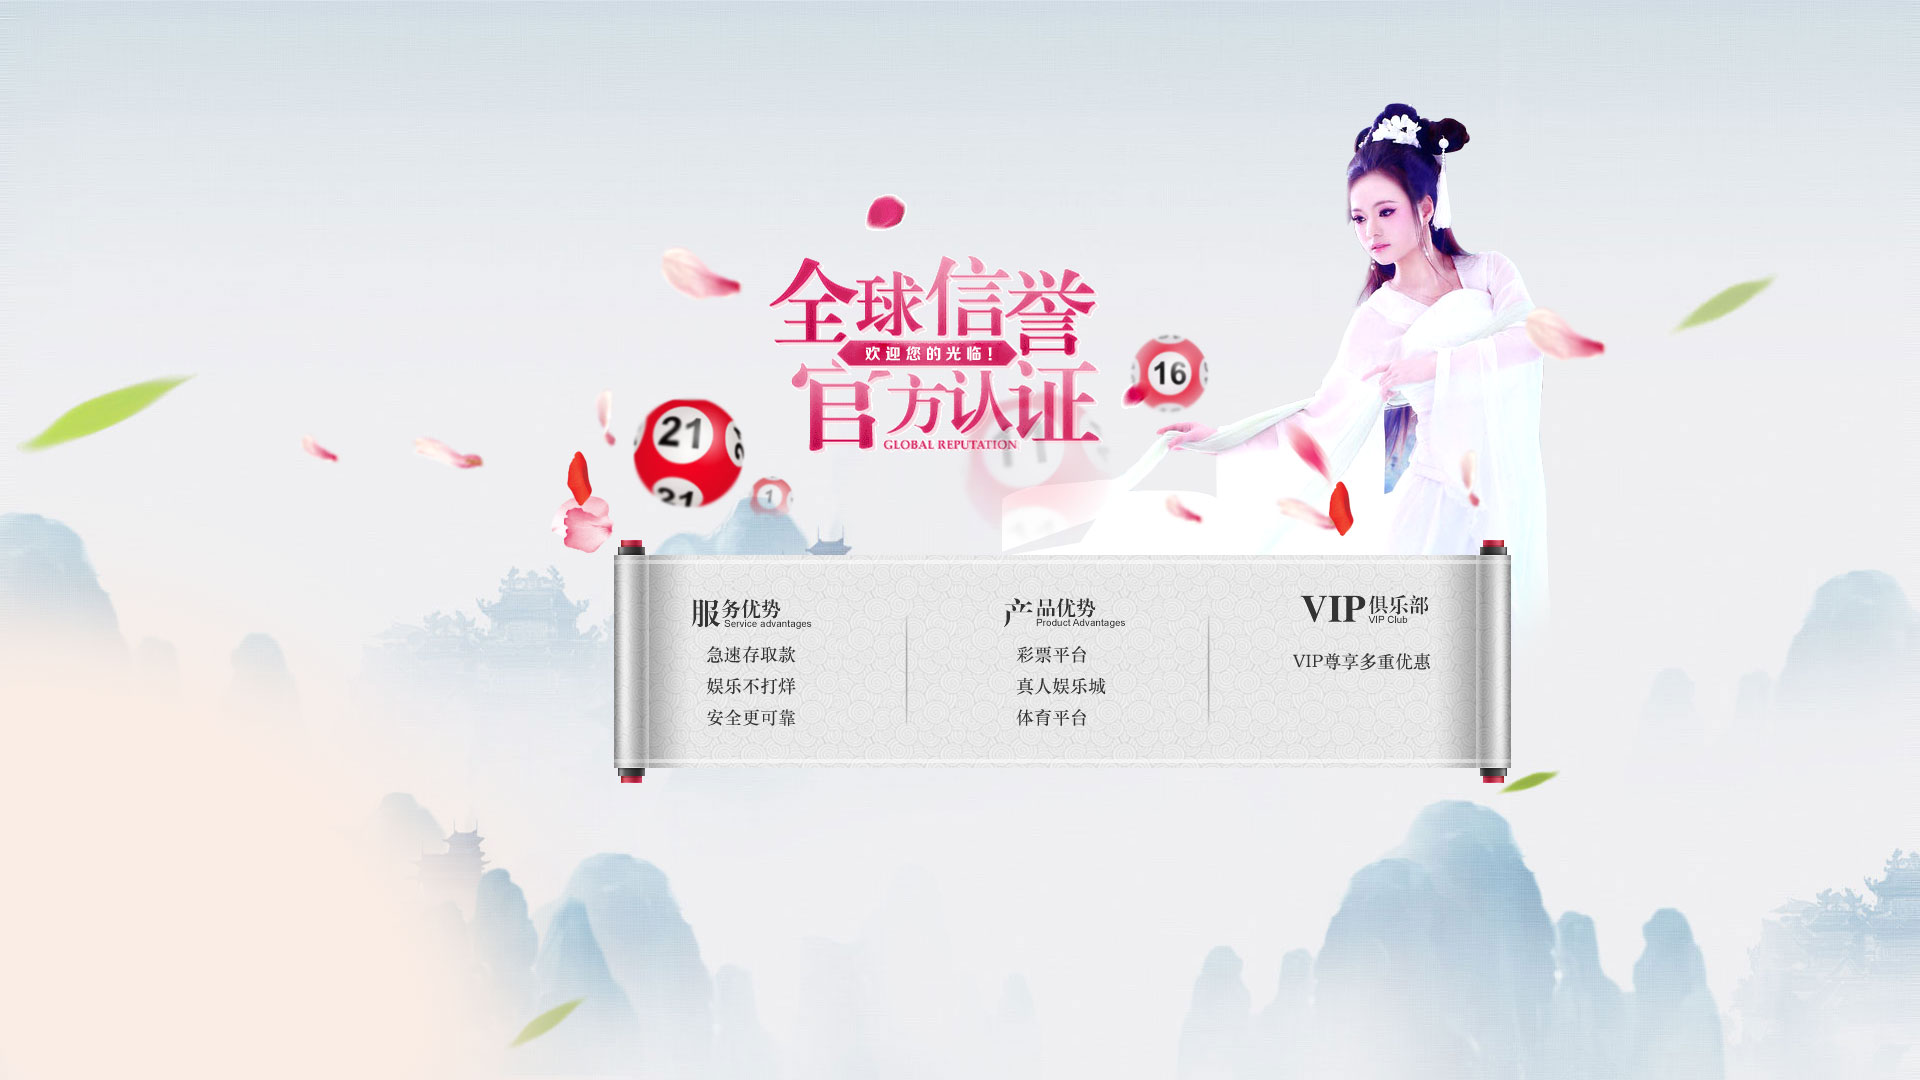 全球信誉
欢迎您的光临!
官方认证
GLOBAL REPUTATION
16
21
21
11
1
服务优势
Service advantages
急速存取款
娱乐不打烊
安全更可靠
产品优势
Product Advantages
彩票平台
真人娱乐城
体育平台
VIP俱乐部
VIP Club
VIP尊享多重优惠